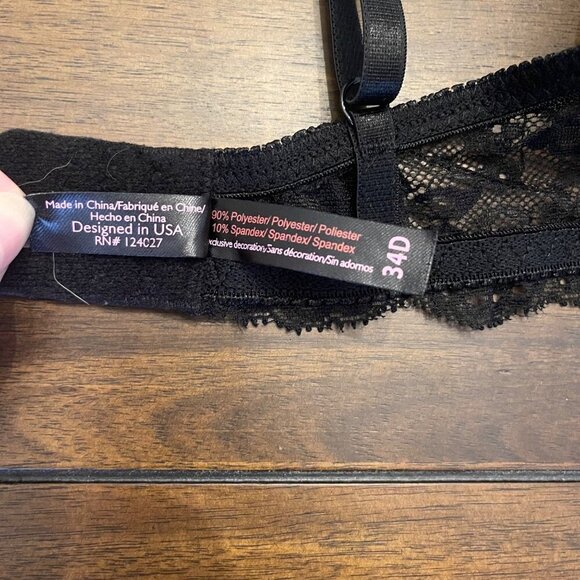 Made in China/Fabriqué en Chine/
Hecho en China
Designed in USA
RN# 124027
90% Polyester/ Polyester/ Poliester
10% Spandex/ Spandex/ Spandex
exclusive decoration/Sans décoration/Sin adornos
34D